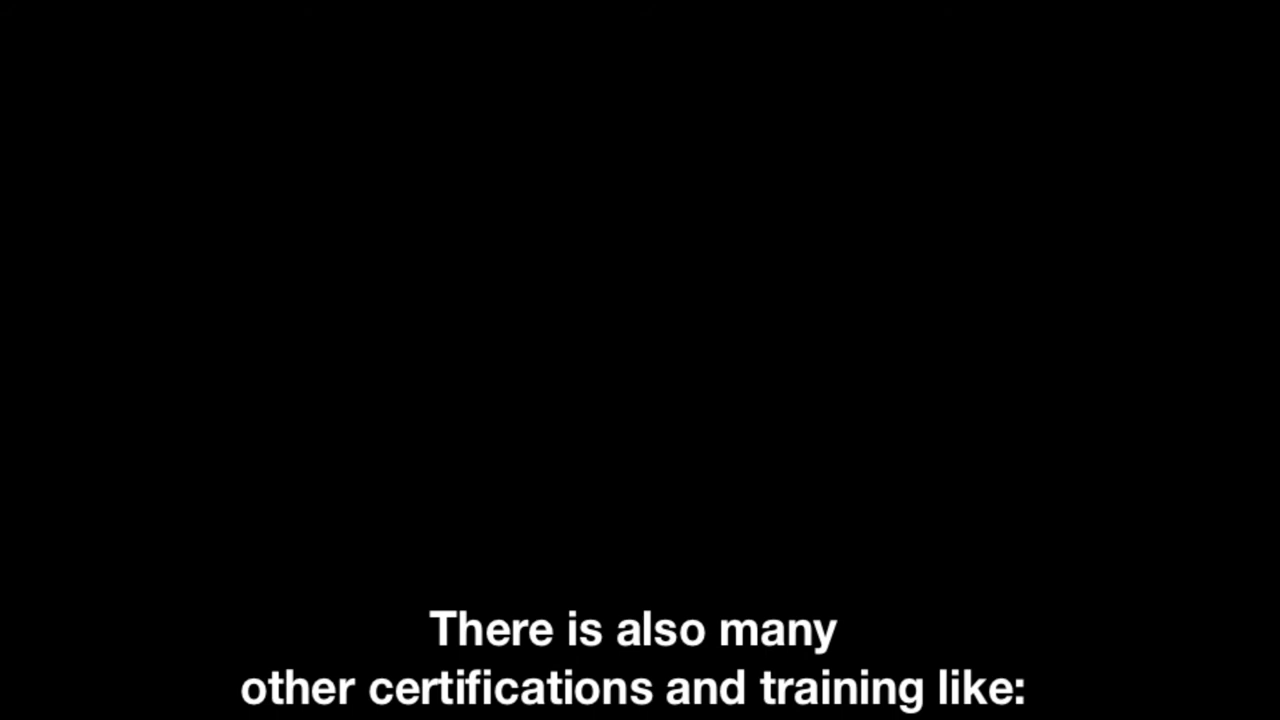 There is also many
other certifications and training like: